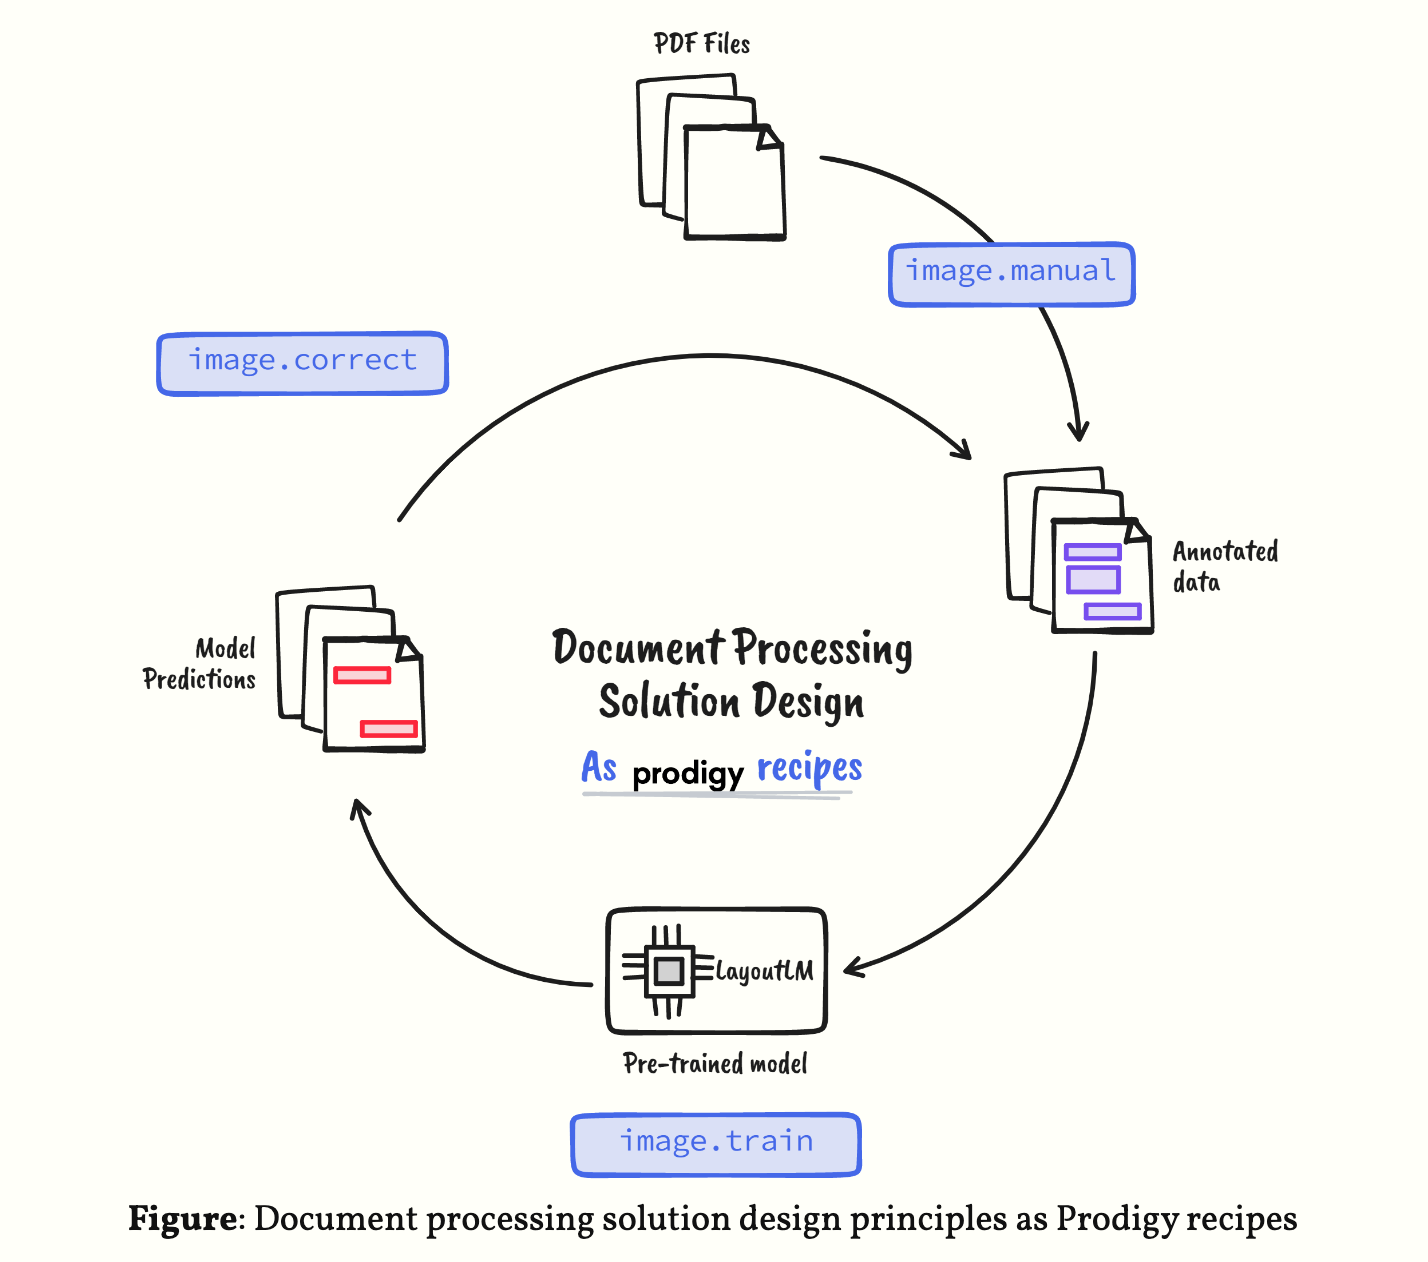 PDF Files
image.manual
image.correct
Annotated
data
Model
Predictions
Document Processing
Solution Design
As prodigy recipes
LayoutLM
Pre-trained model
image.train
Figure: Document processing solution design principles as Prodigy recipes